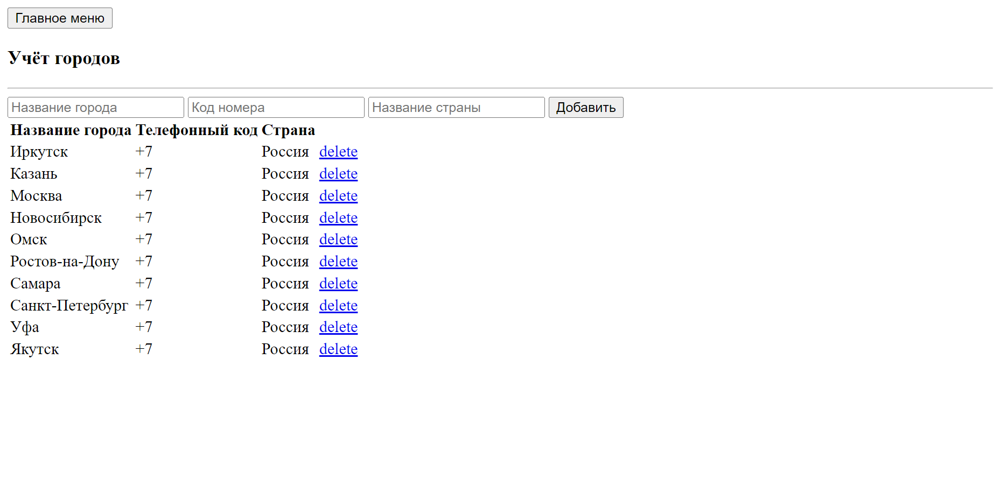 Главное меню
Учёт городов
Название города Код номера Название страны Добавить
Название города Телефонный код Страна
Иркутск +7 Россия delete
Казань +7 Россия delete
Москва +7 Россия delete
Новосибирск +7 Россия delete
Омск +7 Россия delete
Ростов-на-Дону +7 Россия delete
Самара +7 Россия delete
Санкт-Петербург +7 Россия delete
Уфа +7 Россия delete
Якутск +7 Россия delete